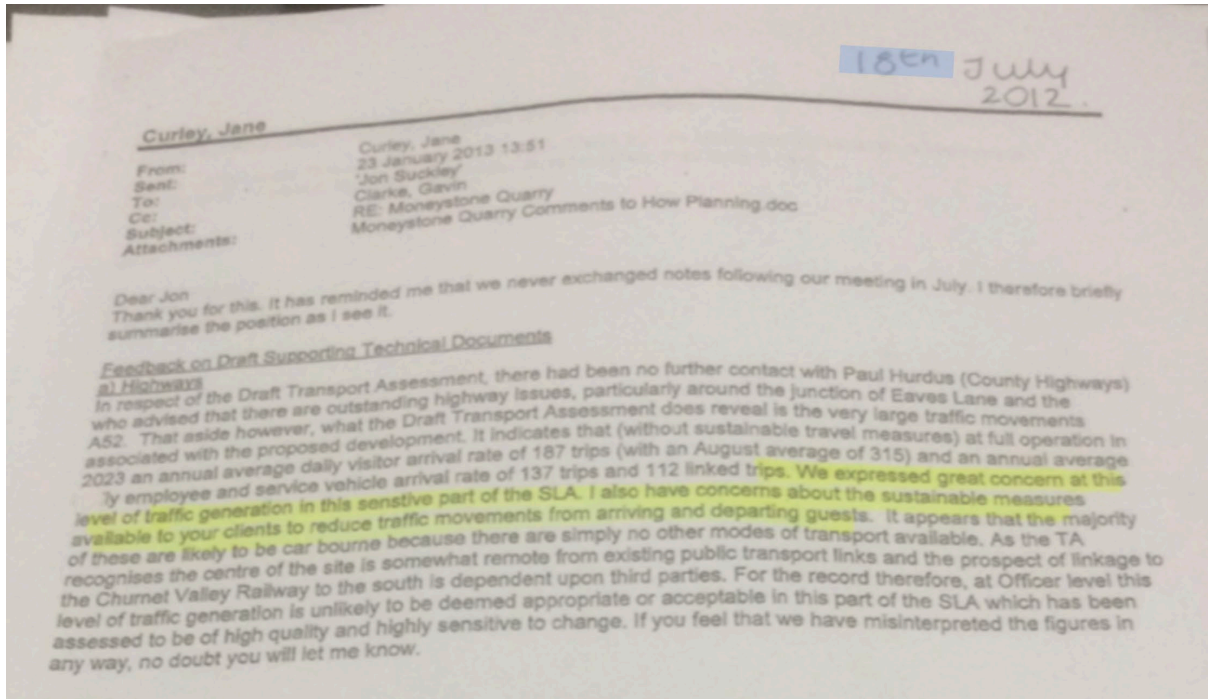 18th July
2012.
Curley, Jane
From: Curley, Jane
Sent: 23 January 2013 13:51
To: 'Jon Suckley'
Cc: Clarke, Gavin
Subject: RE: Moneystone Quarry
Attachments: Moneystone Quarry Comments to How Planning.doc
Dear Jon
Thank you for this. It has reminded me that we never exchanged notes following our meeting in July. I therefore briefly
summarise the position as I see it.
Feedback on Draft Supporting Technical Documents
a) Highways
In respect of the Draft Transport Assessment, there had been no further contact with Paul Hurdus (County Highways)
who advised that there are outstanding highway issues, particularly around the junction of Eaves Lane and the
A52. That aside however, what the Draft Transport Assessment does reveal is the very large traffic movements
associated with the proposed development. It indicates that (without sustainable travel measures) at full operation in
2023 an annual average daily visitor arrival rate of 187 trips (with an August average of 315) and an annual average
ly employee and service vehicle arrival rate of 137 trips and 112 linked trips. We expressed great concern at this
level of traffic generation in this senstive part of the SLA. I also have concerns about the sustainable measures
available to your clients to reduce traffic movements from arriving and departing guests. It appears that the majority
of these are likely to be car bourne because there are simply no other modes of transport available. As the TA
recognises the centre of the site is somewhat remote from existing public transport links and the prospect of linkage to
the Churnet Valley Railway to the south is dependent upon third parties. For the record therefore, at Officer level this
level of traffic generation is unlikely to be deemed appropriate or acceptable in this part of the SLA which has been
assessed to be of high quality and highly sensitive to change. If you feel that we have misinterpreted the figures in
any way, no doubt you will let me know.